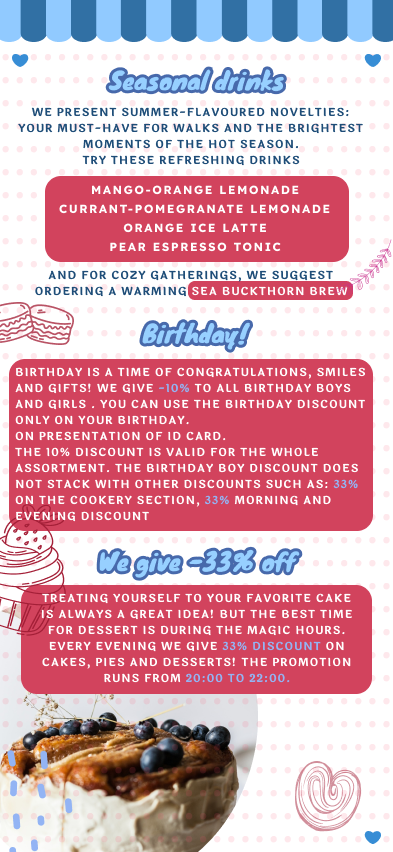 Seasonal drinks
WE PRESENT SUMMER-FLAVOURED NOVELTIES:
YOUR MUST-HAVE FOR WALKS AND THE BRIGHTEST
MOMENTS OF THE HOT SEASON.
TRY THESE REFRESHING DRINKS
MANGO-ORANGE LEMONADE
CURRANT-POMEGRANATE LEMONADE
ORANGE ICE LATTE
PEAR ESPRESSO TONIC
AND FOR COZY GATHERINGS, WE SUGGEST
ORDERING A WARMING SEA BUCKTHORN BREW
Birthday!
BIRTHDAY IS A TIME OF CONGRATULATIONS, SMILES
AND GIFTS! WE GIVE -10% TO ALL BIRTHDAY BOYS
AND GIRLS . YOU CAN USE THE BIRTHDAY DISCOUNT
ONLY ON YOUR BIRTHDAY.
ON PRESENTATION OF ID CARD.
THE 10% DISCOUNT IS VALID FOR THE WHOLE
ASSORTMENT. THE BIRTHDAY BOY DISCOUNT DOES
NOT STACK WITH OTHER DISCOUNTS SUCH AS: 33%
ON THE COOKERY SECTION, 33% MORNING AND
EVENING DISCOUNT
We give -33% off
TREATING YOURSELF TO YOUR FAVORITE CAKE
IS ALWAYS A GREAT IDEA! BUT THE BEST TIME
FOR DESSERT IS DURING THE MAGIC HOURS.
EVERY EVENING WE GIVE 33% DISCOUNT ON
CAKES, PIES AND DESSERTS! THE PROMOTION
RUNS FROM 20:00 TO 22:00.